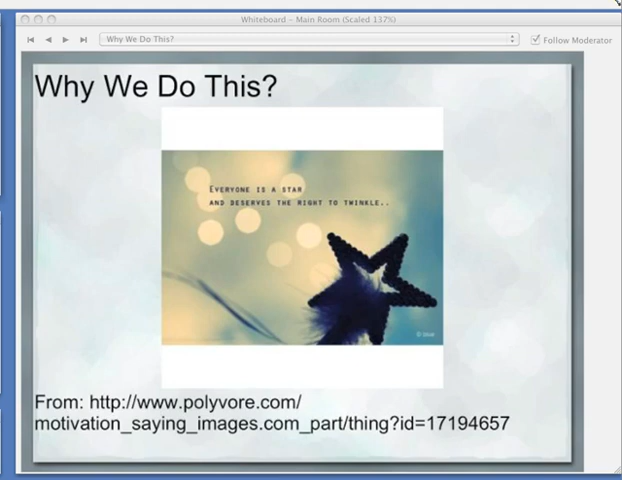 Whiteboard – Main Room (Scaled 137%)
Why We Do This?
Follow Moderator
Why We Do This?
EVERYONE IS A STAR
AND DESERVES THE RIGHT TO TWINKLE..
From: http://www.polyvore.com/
motivation_saying_images.com_part/thing?id=17194657